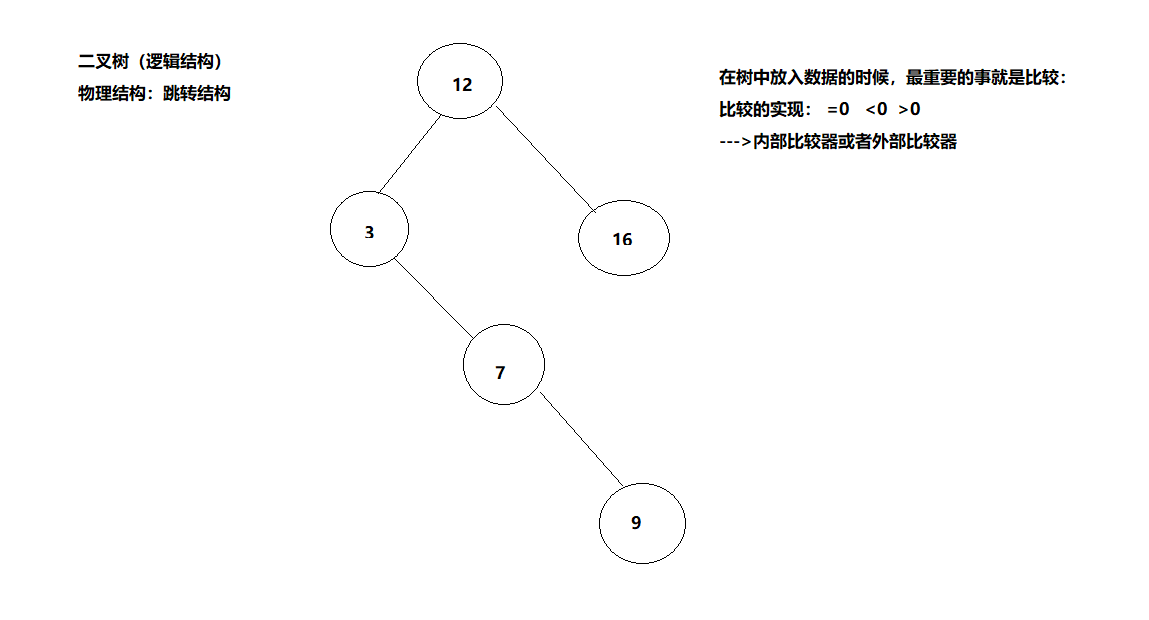 二叉树（逻辑结构）
物理结构：跳转结构
在树中放入数据的时候，最重要的事就是比较：
比较的实现： =0 <0 >0
--->内部比较器或者外部比较器
12
3
16
7
9